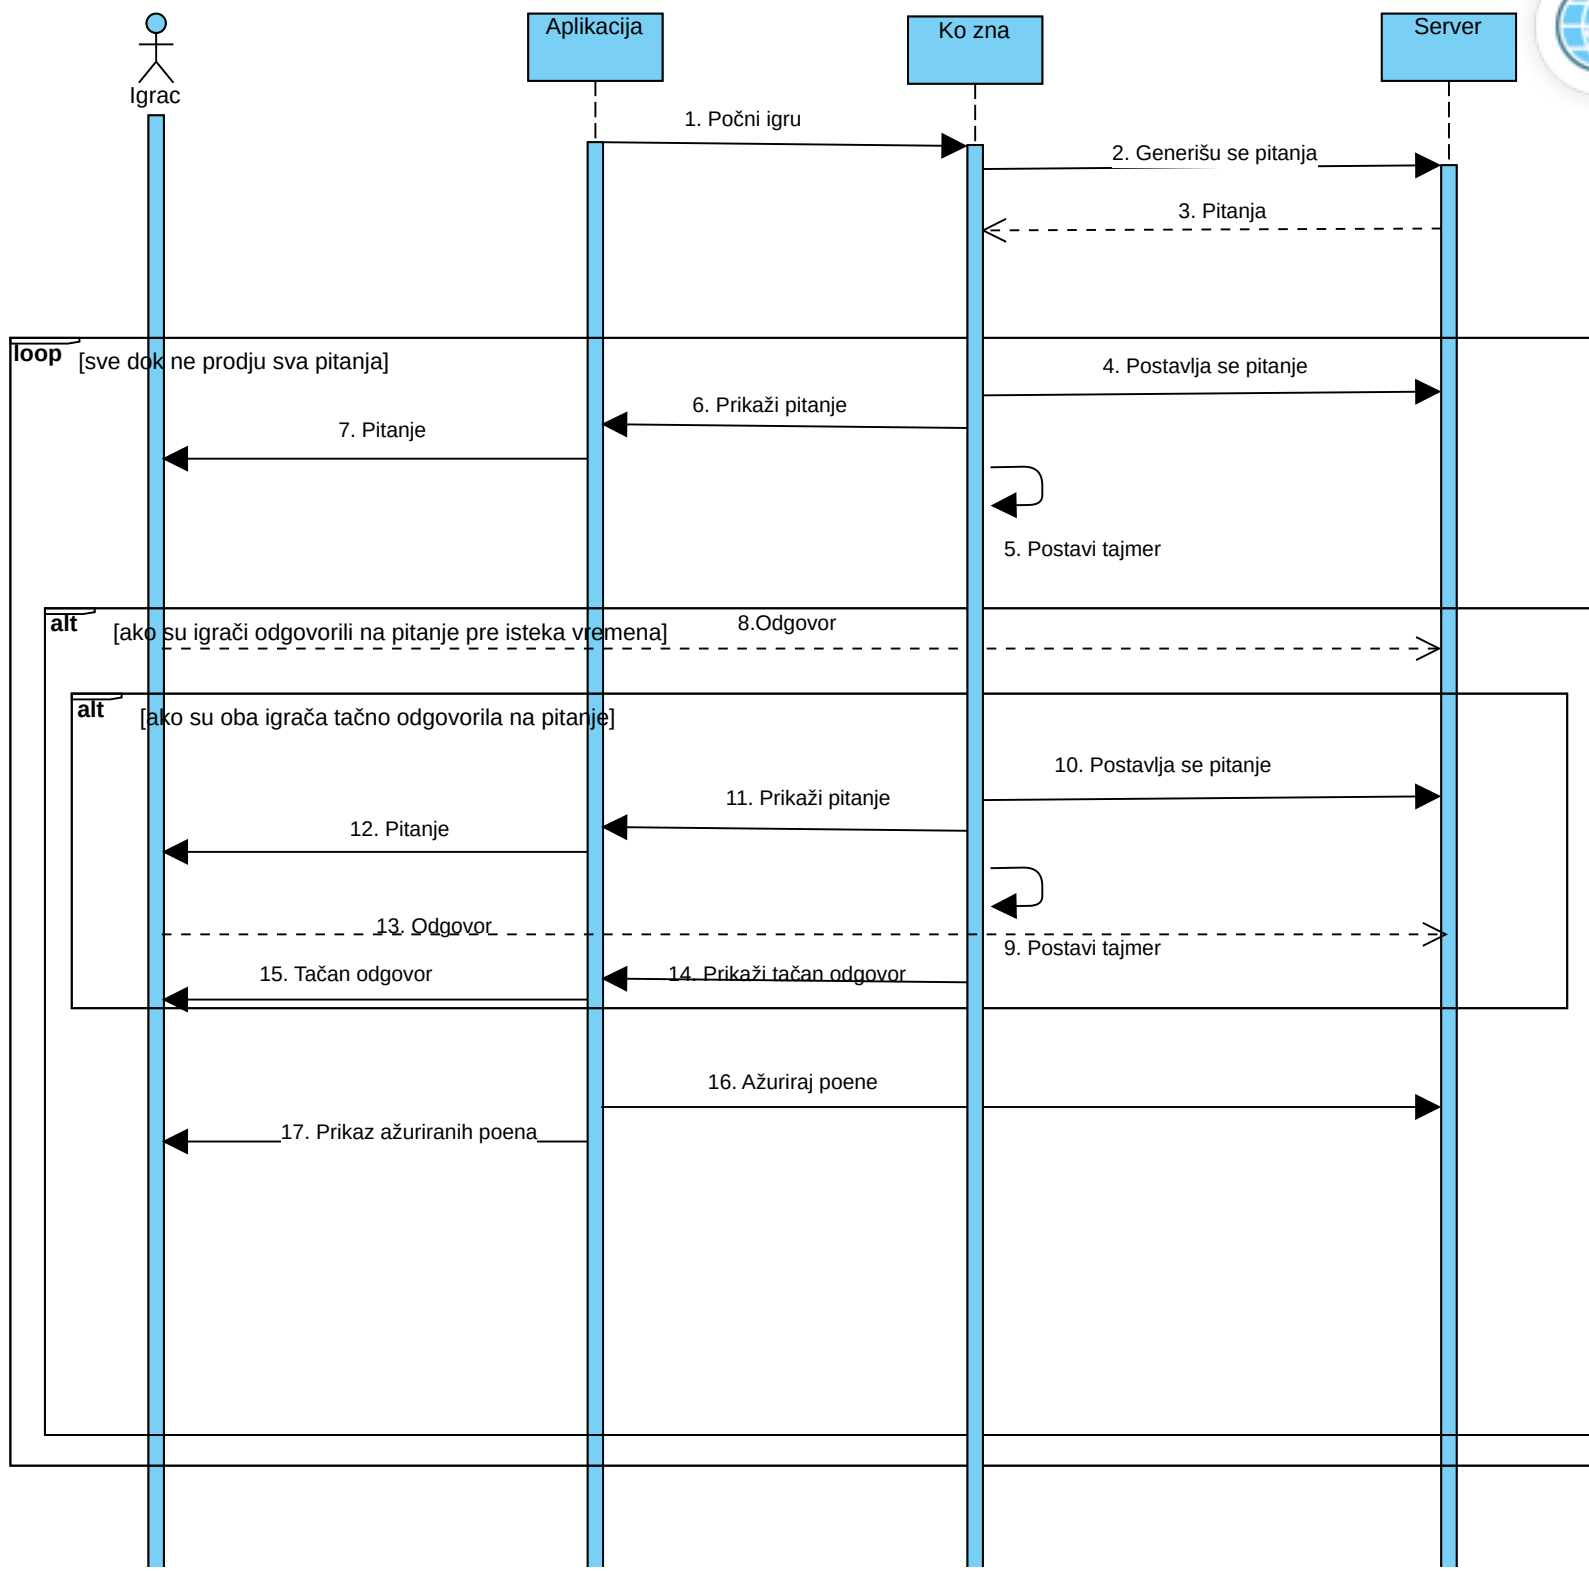 Igrac
Aplikacija
Ko zna
Server
1. Počni igru
2. Generišu se pitanja
3. Pitanja
loop
[sve dok ne prodju sva pitanja]
4. Postavlja se pitanje
6. Prikaži pitanje
7. Pitanje
5. Postavi tajmer
alt
[ako su igrači odgovorili na pitanje pre isteka vremena]
8.Odgovor
alt
[ako su oba igrača tačno odgovorila na pitanje]
10. Postavlja se pitanje
11. Prikaži pitanje
12. Pitanje
13. Odgovor
9. Postavi tajmer
15. Tačan odgovor
14. Prikaži tačan odgovor
16. Ažuriraj poene
17. Prikaz ažuriranih poena